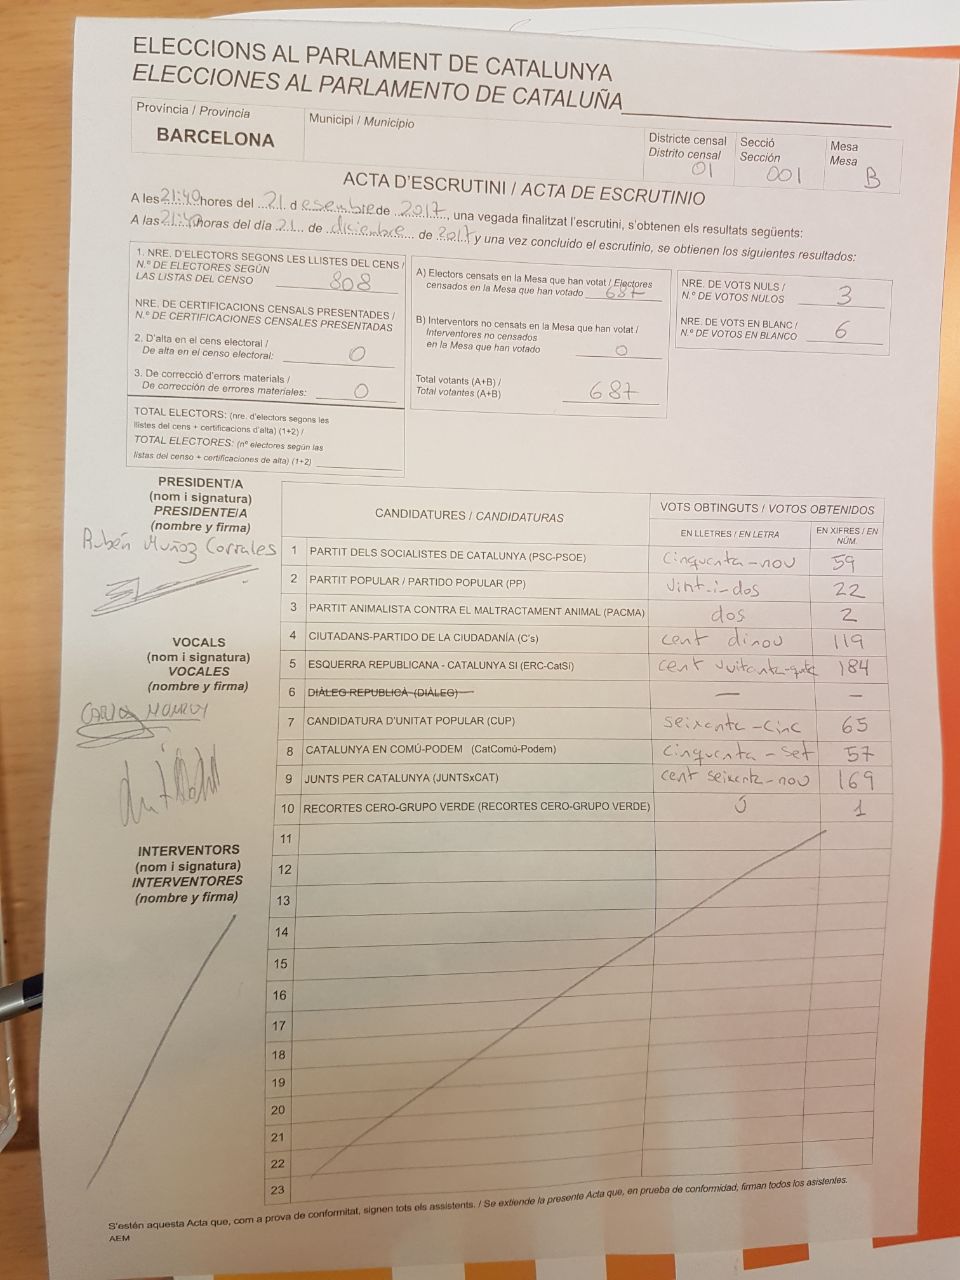 ELECCIONS AL PARLAMENT DE CATALUNYA
ELECCIONES AL PARLAMENTO DE CATALUÑA
Província / Provincia
BARCELONA
Municipi / Municipio
Districte censal
Distrito censal
01
Secció
Sección
001
Mesa
Mesa
B
ACTA D'ESCRUTINI / ACTA DE ESCRUTINIO
A les 21:40 hores del 21 d esembre de 2017, una vegada finalitzat l'escrutini, s'obtenen els resultats següents:
A las 21:40 horas del día 21 de diciembre de 2017 y una vez concluido el escrutinio, se obtienen los siguientes resultados:
1. NRE. D'ELECTORS SEGONS LES LLISTES DEL CENS /
N.º DE ELECTORES SEGÚN
LAS LISTAS DEL CENSO 808
NRE. DE CERTIFICACIONS CENSALS PRESENTADES /
N.º DE CERTIFICACIONES CENSALES PRESENTADAS
2. D'alta en el cens electoral /
De alta en el censo electoral: 0
3. De correcció d'errors materials /
De corrección de errores materiales: 0
TOTAL ELECTORS: (nre. d'electors segons les
llistes del cens + certificacions d'alta) (1+2) /
TOTAL ELECTORES: (nº electores según las
listas del censo + certificaciones de alta) (1+2)
A) Electors censats en la Mesa que han votat / Electores
censados en la Mesa que han votado 687
B) Interventors no censats en la Mesa que han votat /
Interventores no censados
en la Mesa que han votado 0
Total votants (A+B) /
Total votantes (A+B) 687
NRE. DE VOTS NULS /
N.º DE VOTOS NULOS 3
NRE. DE VOTS EN BLANC /
N.º DE VOTOS EN BLANCO 6
PRESIDENT/A
(nom i signatura)
PRESIDENTE/A
(nombre y firma)
Rubén Muñoz Corrales
VOCALS
(nom i signatura)
VOCALES
(nombre y firma)
INTERVENTORS
(nom i signatura)
INTERVENTORES
(nombre y firma)
CANDIDATURES / CANDIDATURAS
VOTS OBTINGUTS / VOTOS OBTENIDOS
EN LLETRES / EN LETRA
EN XIFRES / EN
NÚM.
1 PARTIT DELS SOCIALISTES DE CATALUNYA (PSC-PSOE) cinquanta-nou 59
2 PARTIT POPULAR / PARTIDO POPULAR (PP) vint-i-dos 22
3 PARTIT ANIMALISTA CONTRA EL MALTRACTAMENT ANIMAL (PACMA) dos 2
4 CIUTADANS-PARTIDO DE LA CIUDADANÍA (C's) cent dinou 119
5 ESQUERRA REPUBLICANA - CATALUNYA SI (ERC-CatSí) cent vuitanta-quatre 184
6 DIÀLEG REPUBLICÀ (DIÀLEG) — —
7 CANDIDATURA D'UNITAT POPULAR (CUP) seixanta-cinc 65
8 CATALUNYA EN COMÚ-PODEM (CatComú-Podem) cinquanta-set 57
9 JUNTS PER CATALUNYA (JUNTSxCAT) cent seixanta-nou 169
10 RECORTES CERO-GRUPO VERDE (RECORTES CERO-GRUPO VERDE) Ú 1
11
12
13
14
15
16
17
18
19
20
21
22
23
S'estén aquesta Acta que, com a prova de conformitat, signen tots els assistents. / Se extiende la presente Acta que, en prueba de conformidad, firman todos los asistentes.
AEM